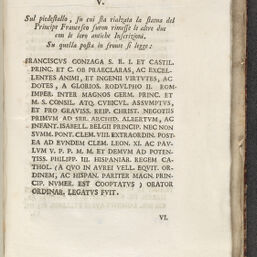 V.
Sul piedestallo, su cui sta rialzata la stema del
Principe Francesco furon rimesse le altre due
con le loro antiche Inscrizioni.
Su quella posta in fronte si legge:
FRANCISCVS GONZAGA S. R. I. ET CASTIL.
PRINC. ET C. OB PRAECLARAS, AC EXCEL-
LENTES ANIMI, ET INGENII VIRTVTES, AC
DOTES, A GLORIOS. RODVLPHO II. ROM.
IMPER. INTER MAGNOS GERM. PRINC. ET
M. S. CONSIL. ATQ. CVBICVL. ASSVMPTVS,
ET PRO GRAVISS. REIP. CHRIST. NEGOTIIS
PRIMVM AD SER. ARCHID. ALBERTVM, AC
INFANT. ISABEL. BELGII PRINCIP. NEC NON
SVMM. PONT. CLEM. VIII. EXTRAORDIN. POST-
EA AD EVNDEM CLEM. LEON. XI. AC PAV-
LVM V. P. P. M. M. ET DEMVM AD POTEN-
TISS. PHILIPP. III. HISPANIAR. REGEM CA-
THOL. (A QVO IN AVREI VELL. EQVIT. OR-
DINEM, AC HISPAN. PARITER MAGN. PRIN-
CIP. NVMER. EST COOPTATVS) ORATOR
ORDINAR. LEGATVS FVIT.
VI.